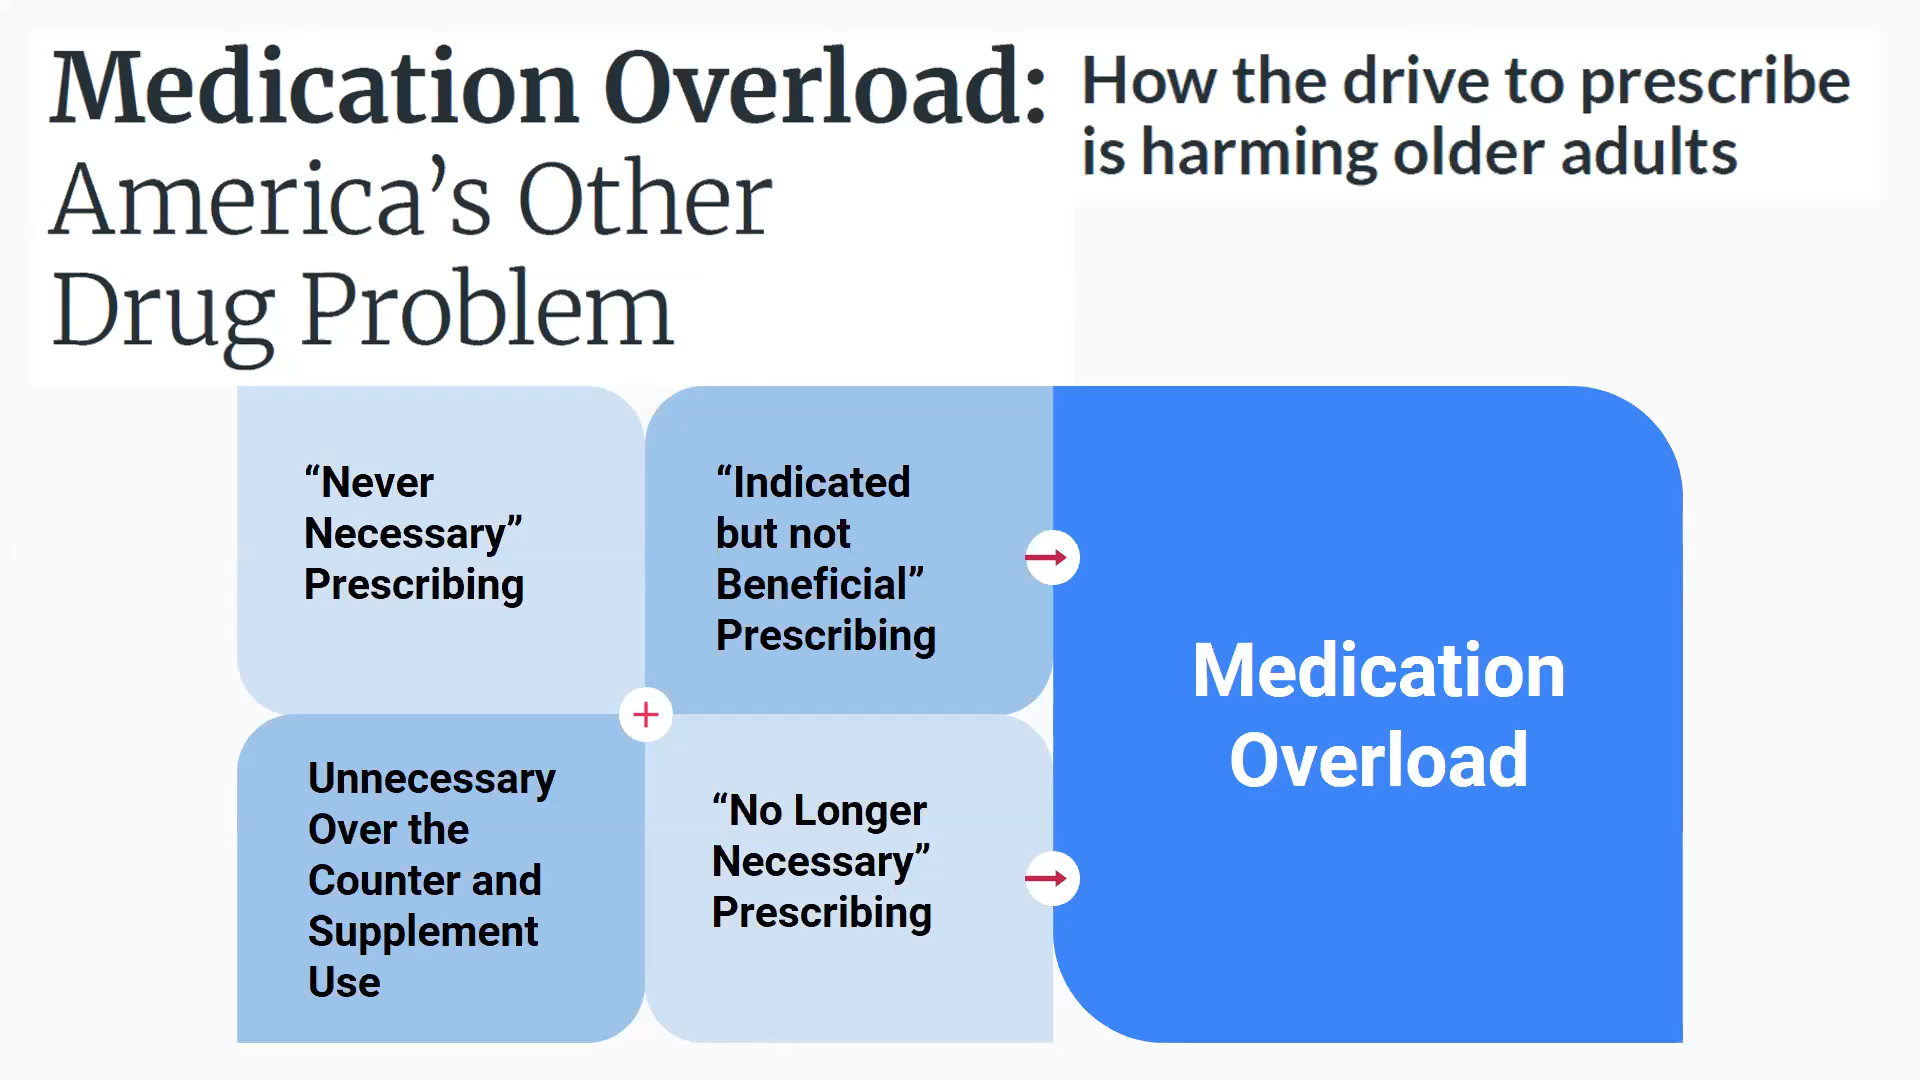 Medication Overload:
America’s Other
Drug Problem
How the drive to prescribe
is harming older adults
“Never
Necessary”
Prescribing
“Indicated
but not
Beneficial”
Prescribing
+
Unnecessary
Over the
Counter and
Supplement
Use
“No Longer
Necessary”
Prescribing
Medication
Overload